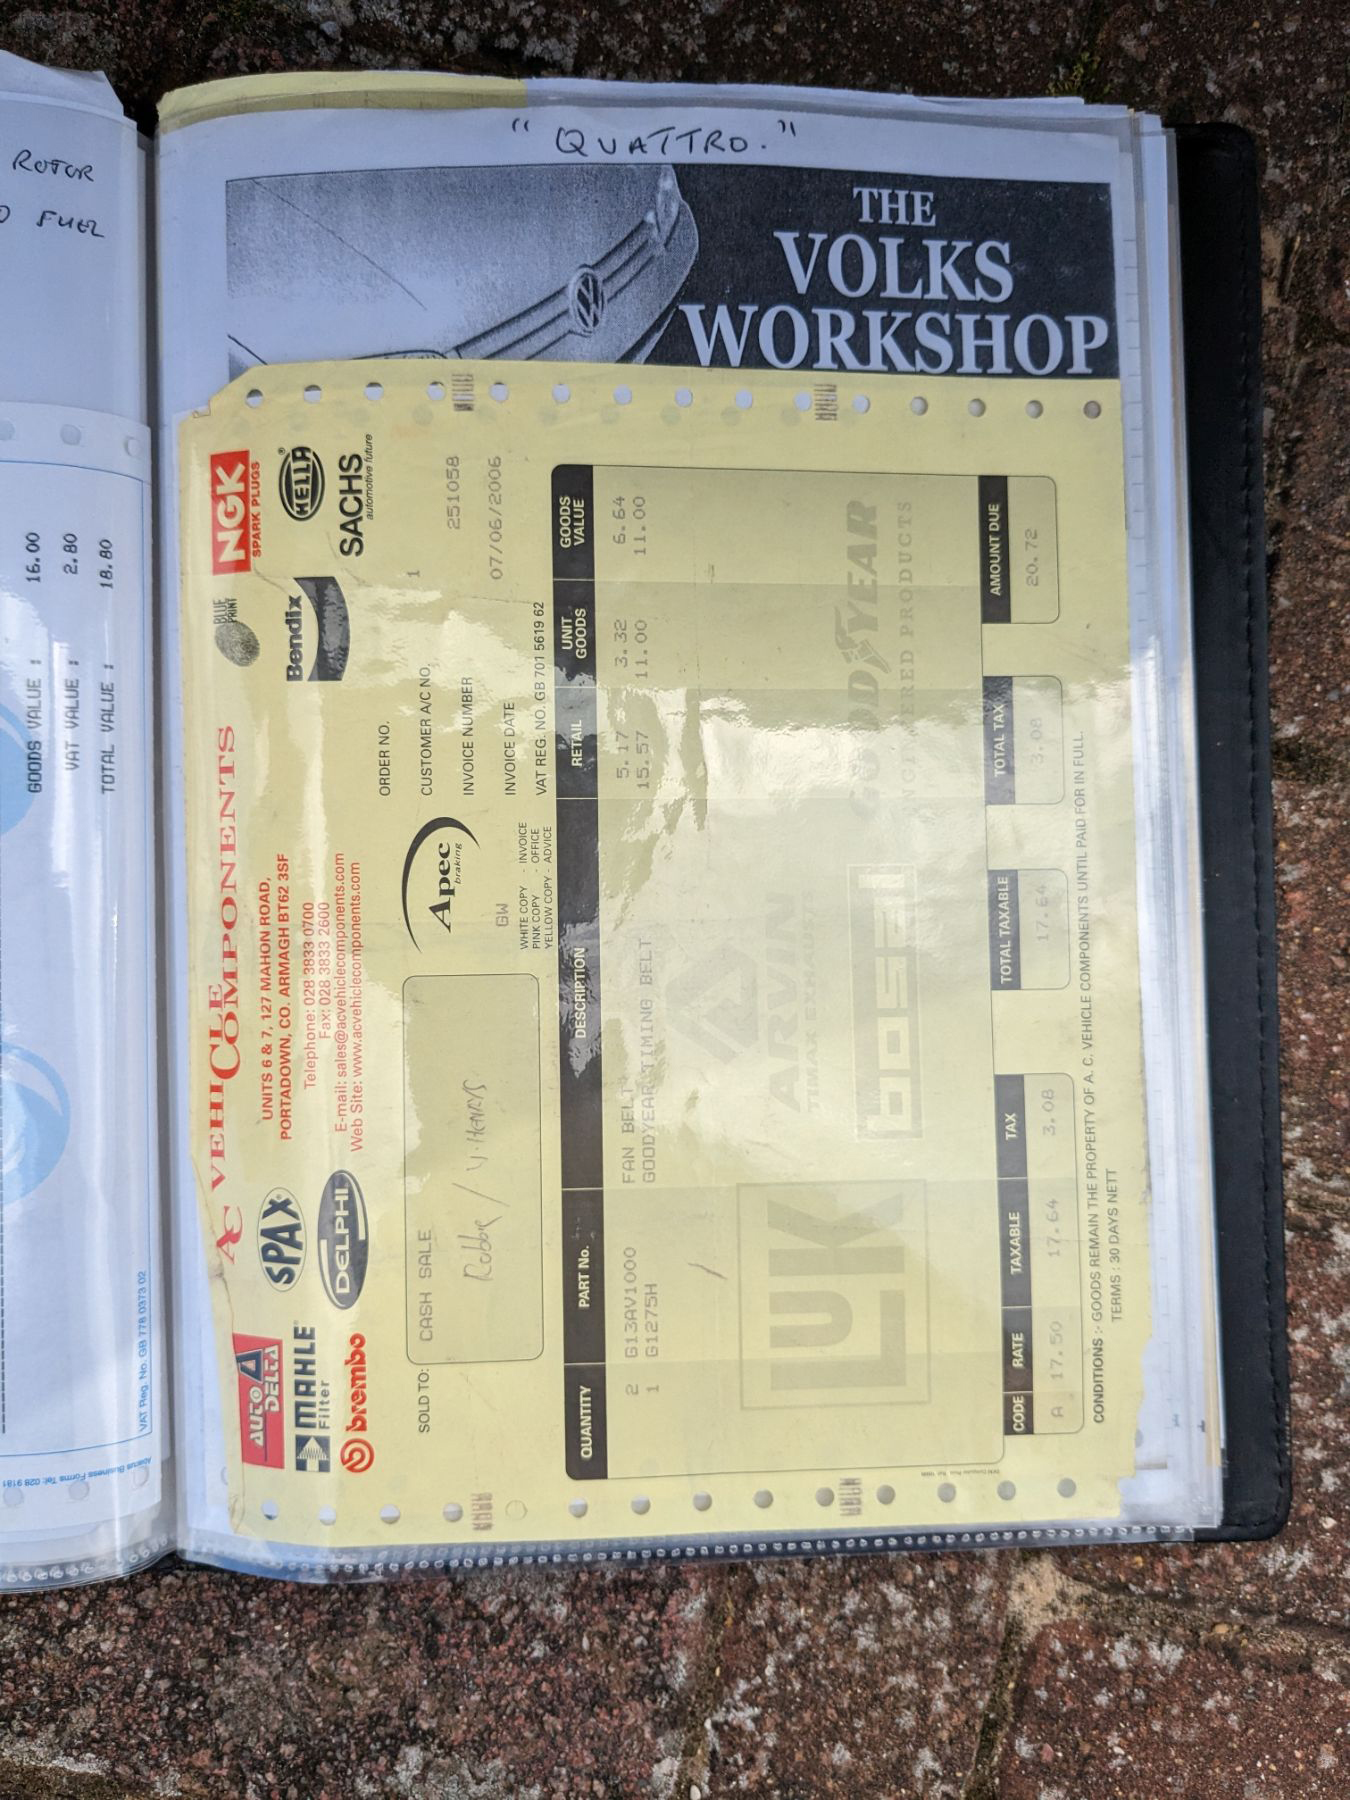 ROTOR
FUEL
GOODS VALUE : 16.00
VAT VALUE : 2.80
TOTAL VALUE : 18.80
VAT Reg. No. GB 778 0373 02
Abacus Business Forms Tel: 028 9181
"QUATTRO."
THE
VOLKS
WORKSHOP
AC VEHICLE
COMPONENTS
UNITS 6 & 7, 127 MAHON ROAD,
PORTADOWN, CO. ARMAGH BT62 3SF
Telephone: 028 3833 0700
Fax: 028 3833 2600
E-mail: sales@acvehiclecomponents.com
Web Site: www.acvehiclecomponents.com
AUTO DELTA
MAHLE
Filter
brembo
SPAX
DELPHI
BLUE PRINT
Bendix
NGK
SPARK PLUGS
HELLA
SACHS
automotive future
Apec
braking
SOLD TO: CASH SALE
Robbie /
GW
WHITE COPY - INVOICE
PINK COPY - OFFICE
YELLOW COPY - ADVICE
ORDER NO.
CUSTOMER A/C NO. 1
INVOICE NUMBER 251058
INVOICE DATE 07/06/2006
VAT REG. NO. GB 701 5619 62
QUANTITY PART No. DESCRIPTION RETAIL UNIT GOODS GOODS VALUE
2 G13AV1000 FAN BELT 5.17 3.32 6.64
1 G1275H GOODYEAR TIMING BELT 15.57 11.00 11.00
LUK
bosal
GOODYEAR
CODE RATE TAXABLE TAX TOTAL TAXABLE TOTAL TAX AMOUNT DUE
A 17.50 17.64 3.08 17.64 3.08 20.72
CONDITIONS :- GOODS REMAIN THE PROPERTY OF A. C. VEHICLE COMPONENTS UNTIL PAID FOR IN FULL.
TERMS : 30 DAYS NETT